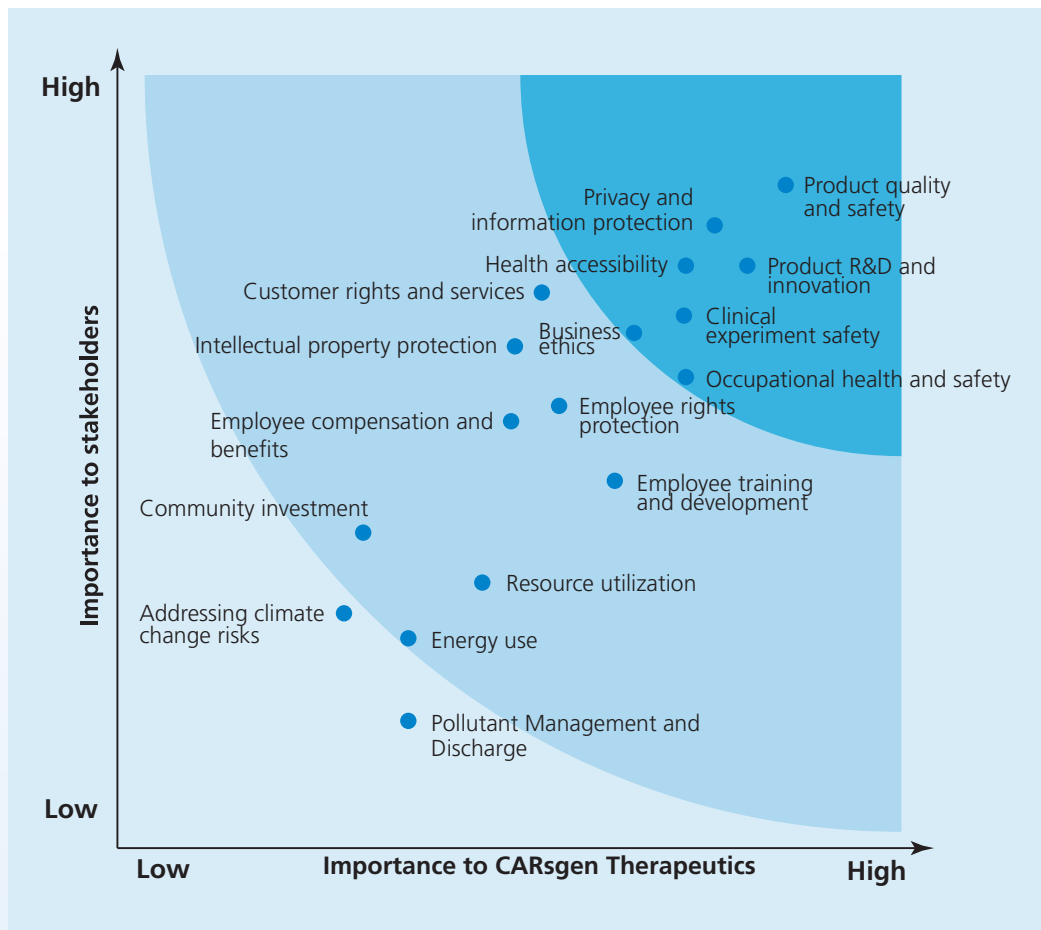 High
Product quality
and safety
Privacy and
information protection
Health accessibility
Product R&D and
innovation
Customer rights and services
Clinical
experiment safety
Business
ethics
Intellectual property protection
Occupational health and safety
Employee rights
protection
Employee compensation and
benefits
Employee training
and development
Community investment
Resource utilization
Addressing climate
change risks
Energy use
Pollutant Management and
Discharge
Importance to stakeholders
Low
Low
Importance to CARsgen Therapeutics
High